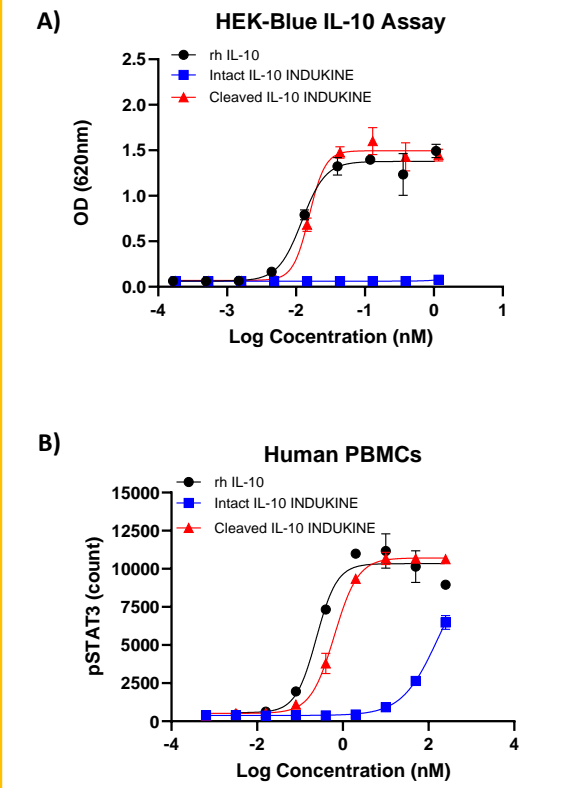 A)
HEK-Blue IL-10 Assay
rh IL-10
Intact IL-10 INDUKINE
Cleaved IL-10 INDUKINE
OD (620nm)
2.5
2.0
1.5
1.0
0.5
0.0
-4 -3 -2 -1 0 1
Log Cocentration (nM)
B)
Human PBMCs
rh IL-10
Intact IL-10 INDUKINE
Cleaved IL-10 INDUKINE
pSTAT3 (count)
15000
12500
10000
7500
5000
2500
0
-4 -2 0 2 4
Log Concentration (nM)